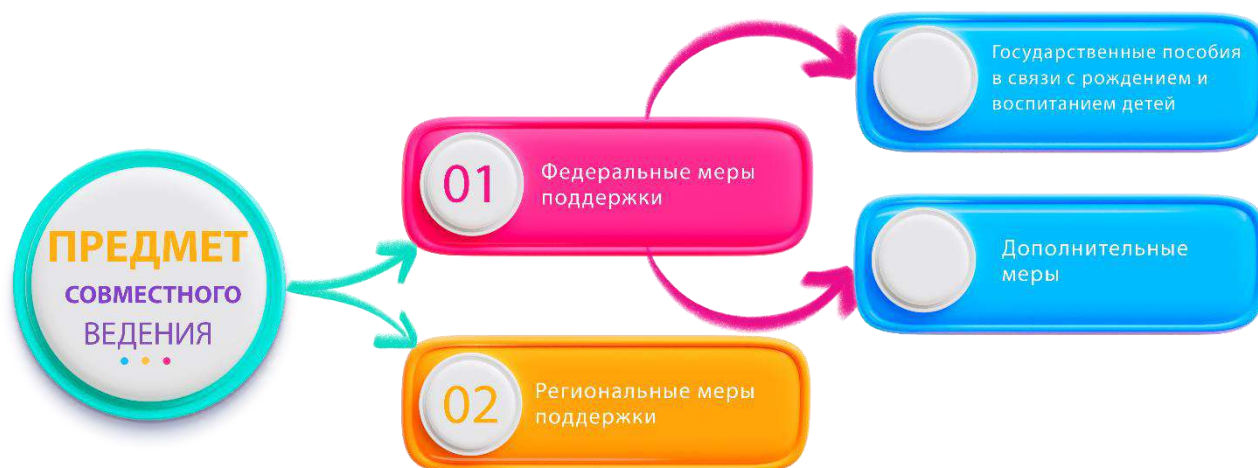 ПРЕДМЕТ
СОВМЕСТНОГО
ВЕДЕНИЯ
01
Федеральные меры
поддержки
Государственные пособия
в связи с рождением и
воспитанием детей
Дополнительные
меры
02
Региональные меры
поддержки